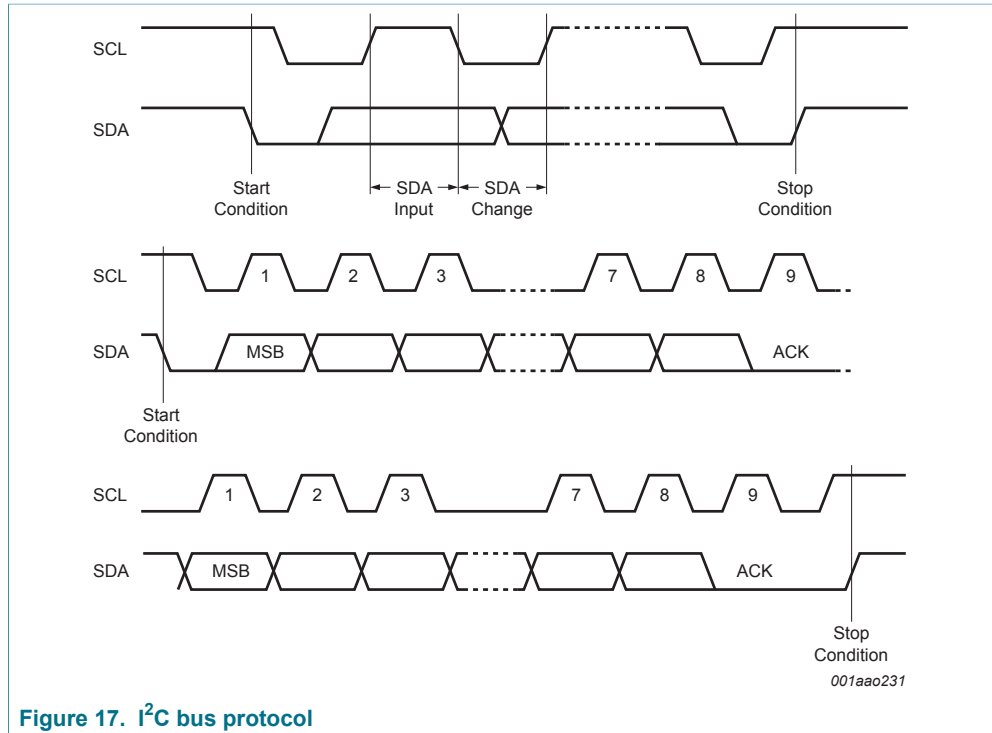 SCL
SDA
Start
Condition
SDA
Input
SDA
Change
Stop
Condition
SCL
1
2
3
7
8
9
SDA
MSB
ACK
Start
Condition
SCL
1
2
3
7
8
9
SDA
MSB
ACK
Stop
Condition
001aao231
Figure 17. I²C bus protocol